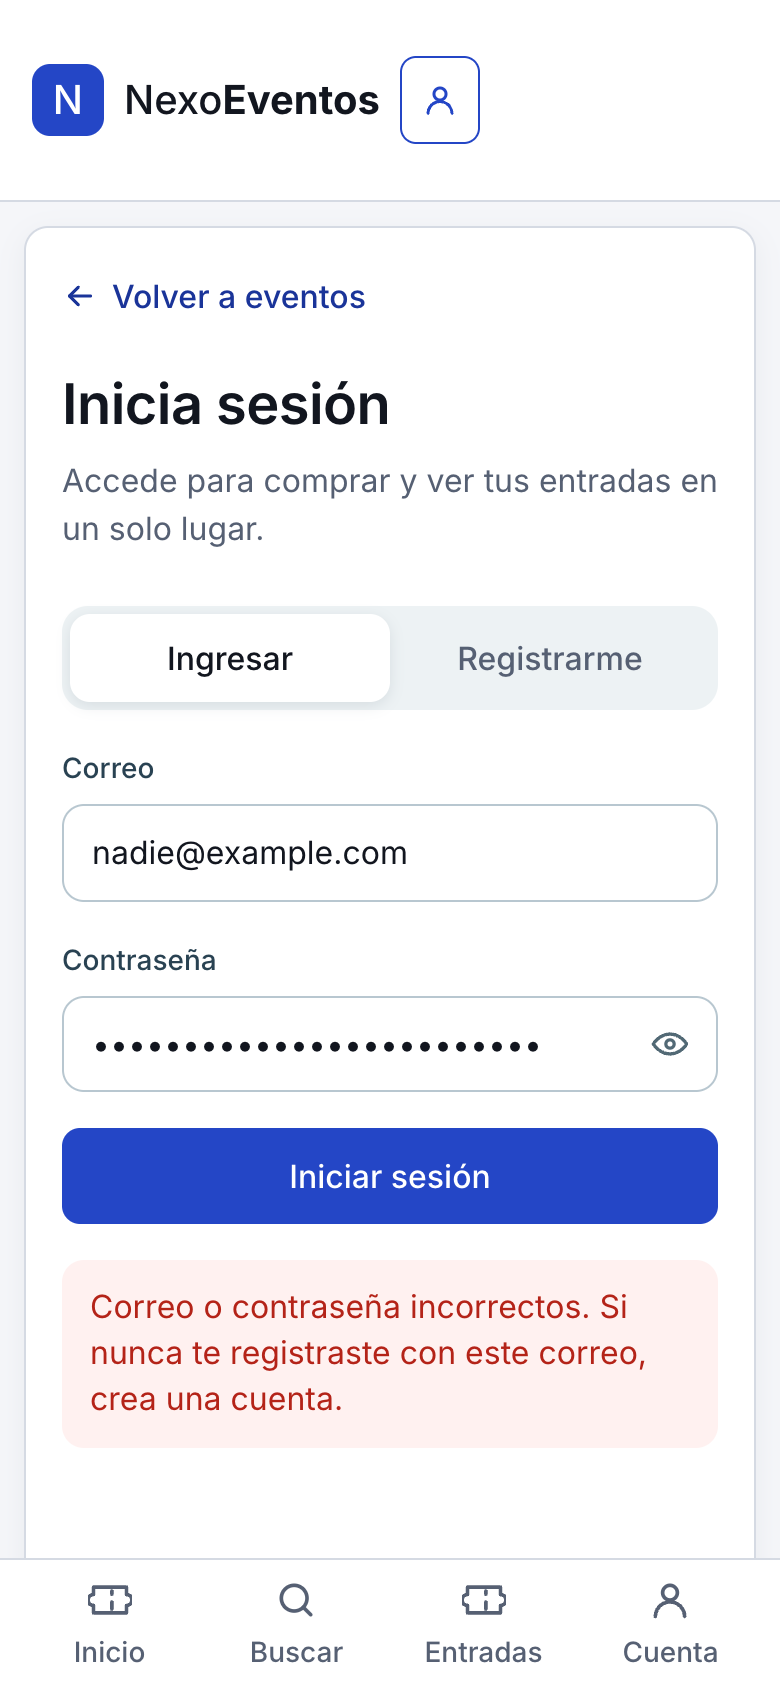 N NexoEventos
Volver a eventos
Inicia sesión
Accede para comprar y ver tus entradas en
un solo lugar.
Ingresar Registrarme
Correo
nadie@example.com
Contraseña
•••••••••••••••••••••••••
Iniciar sesión
Correo o contraseña incorrectos. Si
nunca te registraste con este correo,
crea una cuenta.
Inicio Buscar Entradas Cuenta